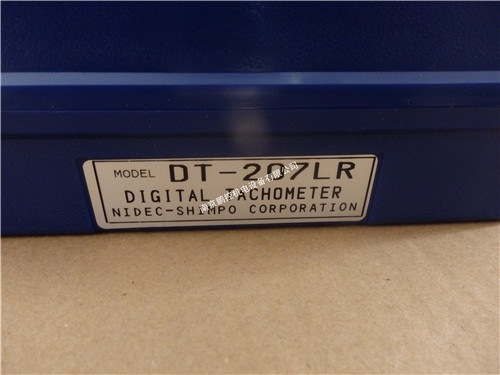 MODEL DT-207LR
DIGITAL TACHOMETER
NIDEC-SHIMPO CORPORATION